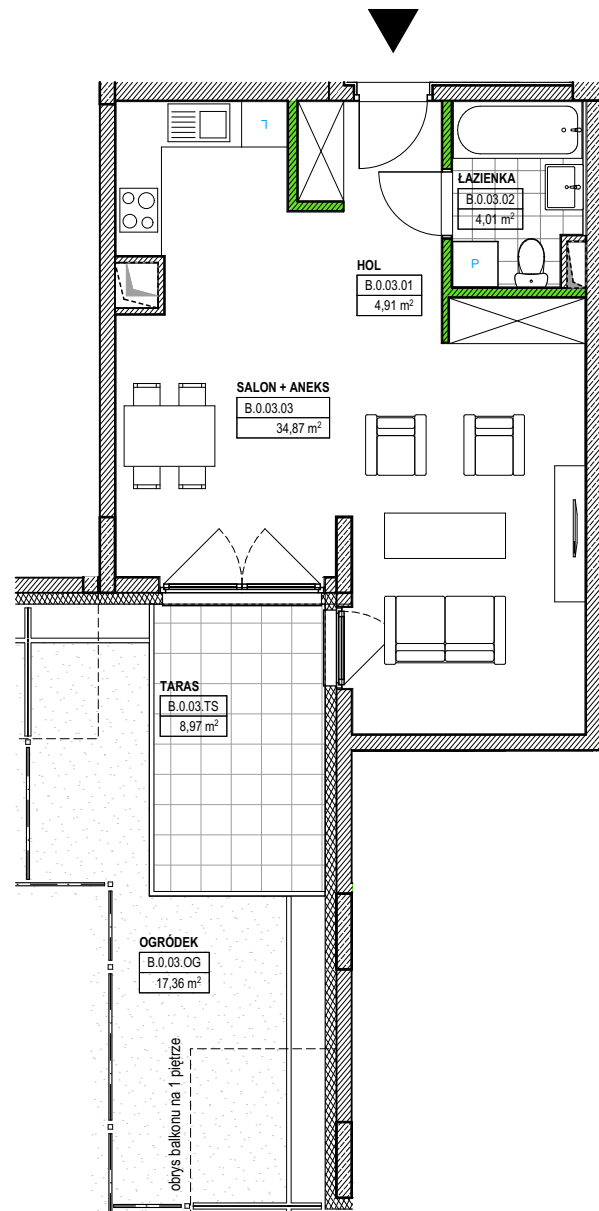 L
ŁAZIENKA
B.0.03.02
4,01 m²
P
HOL
B.0.03.01
4,91 m²
SALON + ANEKS
B.0.03.03
34,87 m²
TARAS
B.0.03.TS
8,97 m²
OGRÓDEK
B.0.03.OG
17,36 m²
obrys balkonu na 1 piętrze